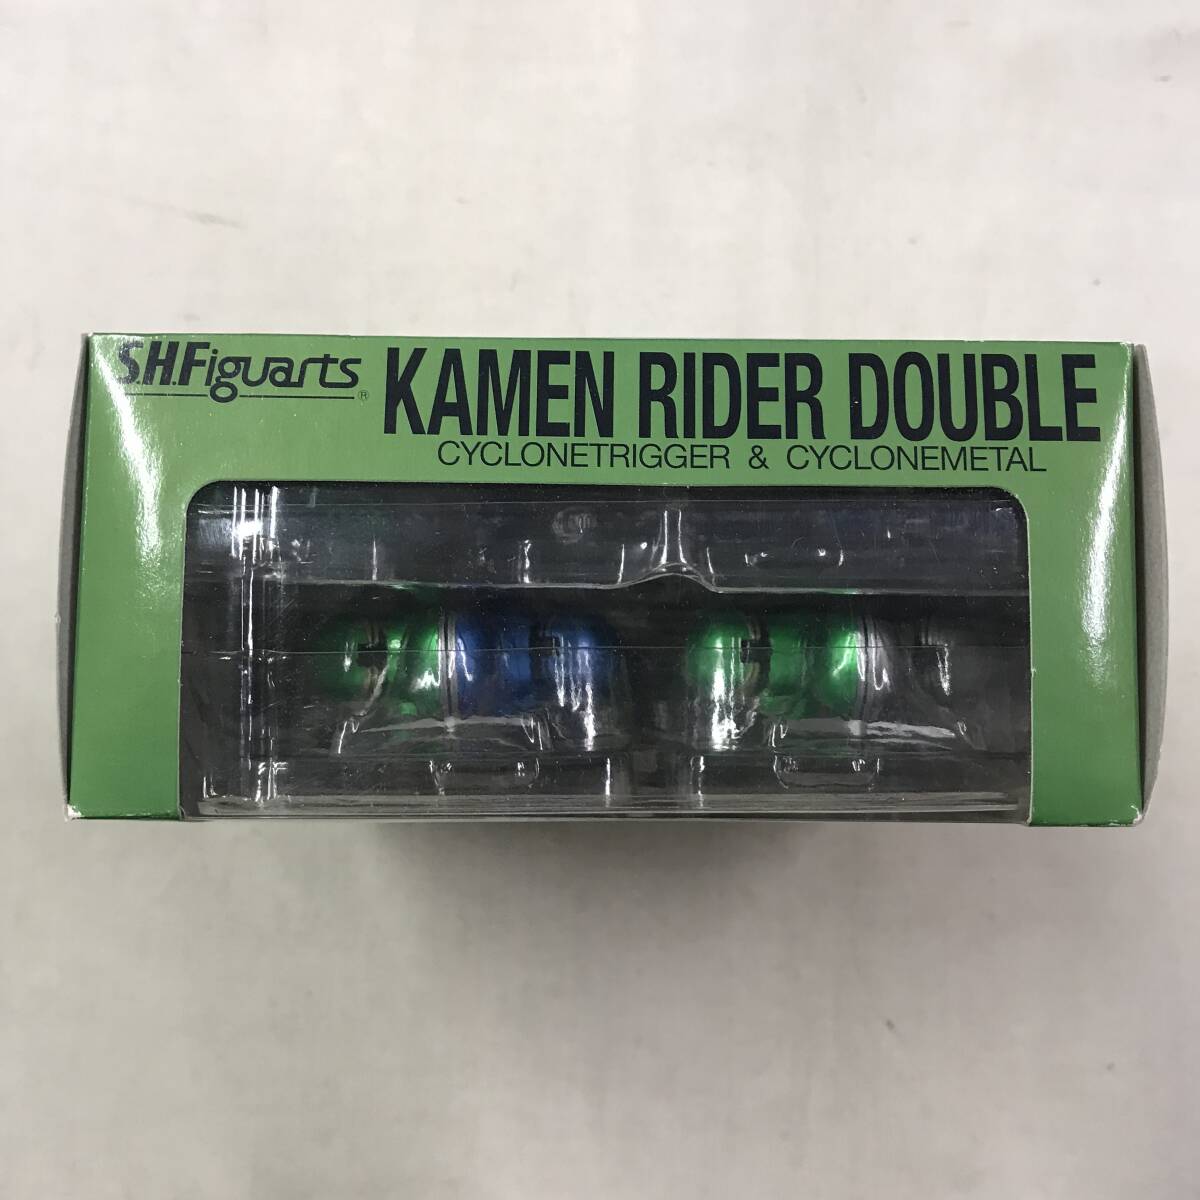 S.H.Figuarts ®
KAMEN RIDER DOUBLE
CYCLONETRIGGER & CYCLONEMETAL